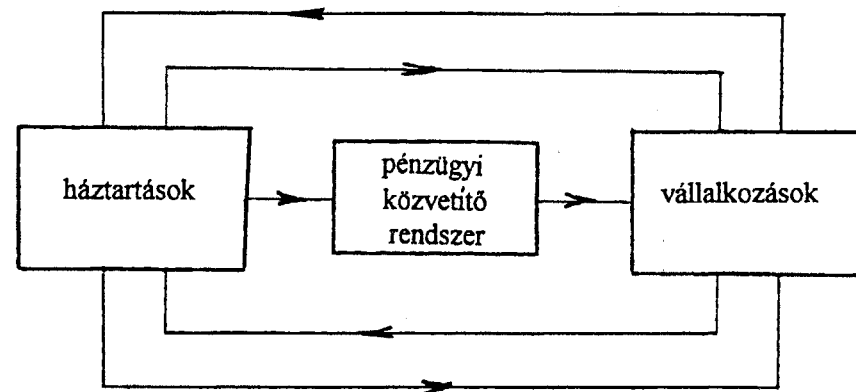 háztartások
pénzügyi
közvetítő
rendszer
vállalkozások